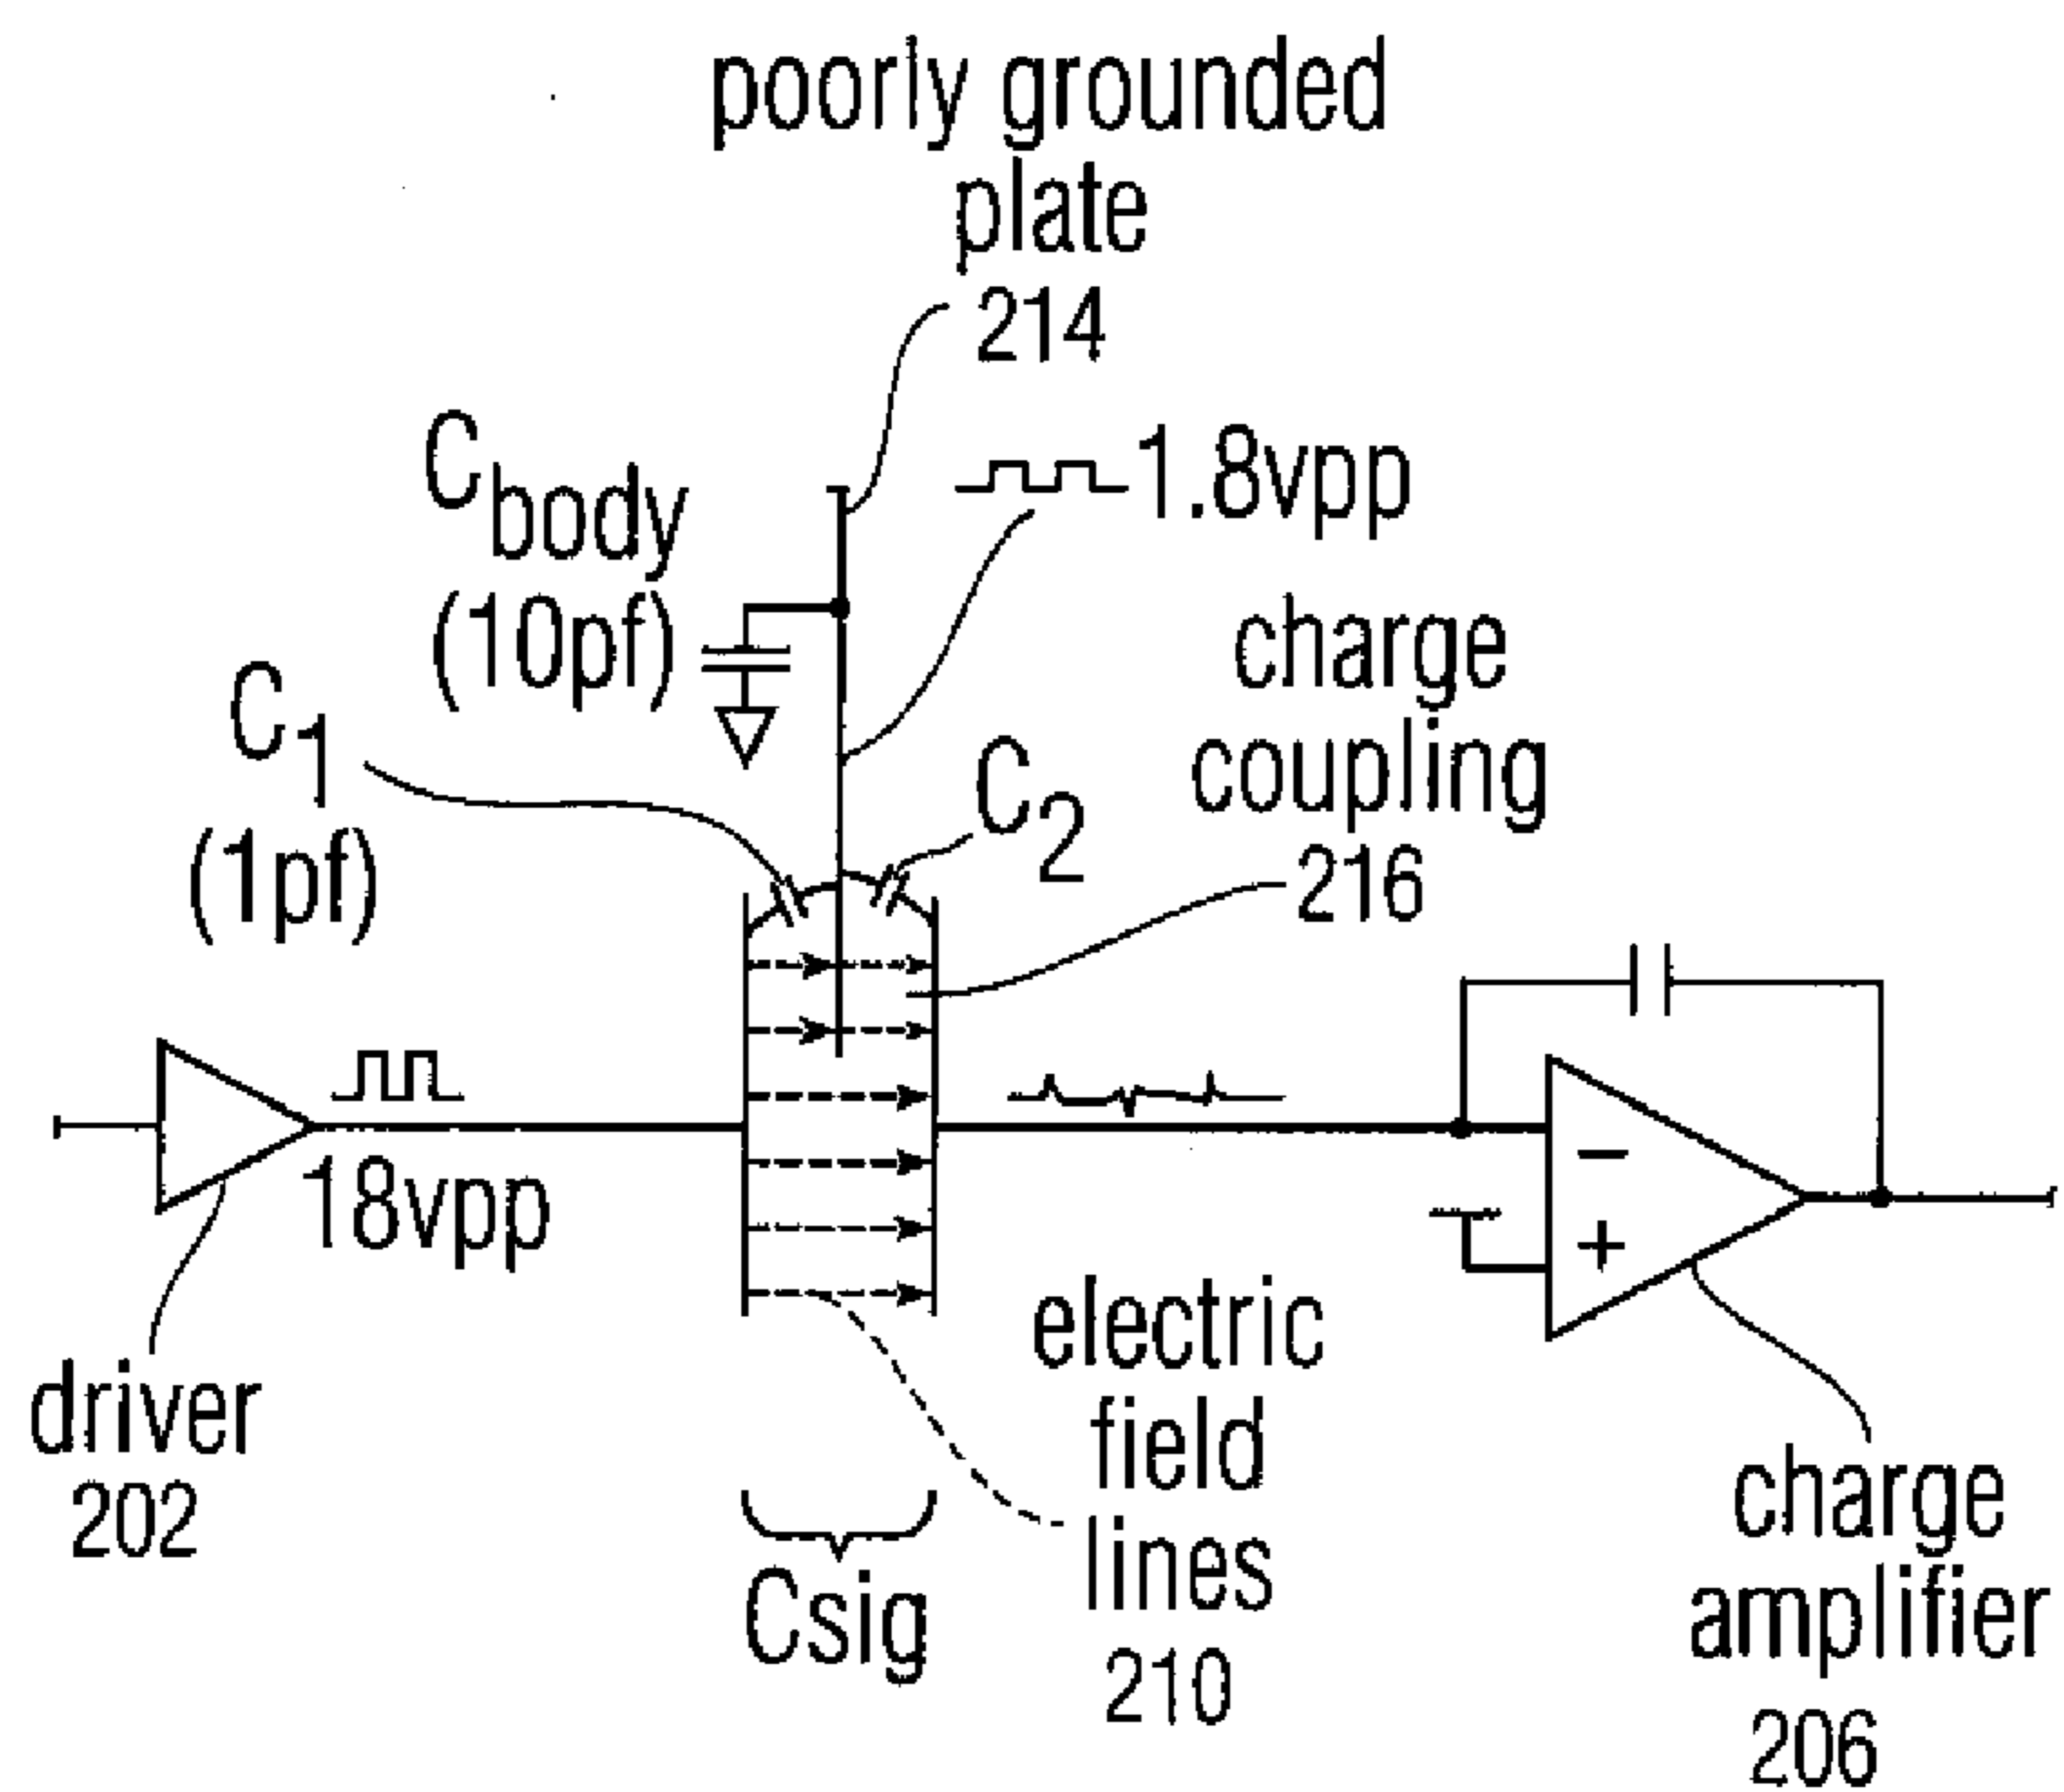 poorly grounded
plate
214
Cbody
(10pf)
1.8vpp
C1
(1pf)
C2
charge
coupling
216
18vpp
driver
202
−
+
Csig
electric
field
lines
210
charge
amplifier
206